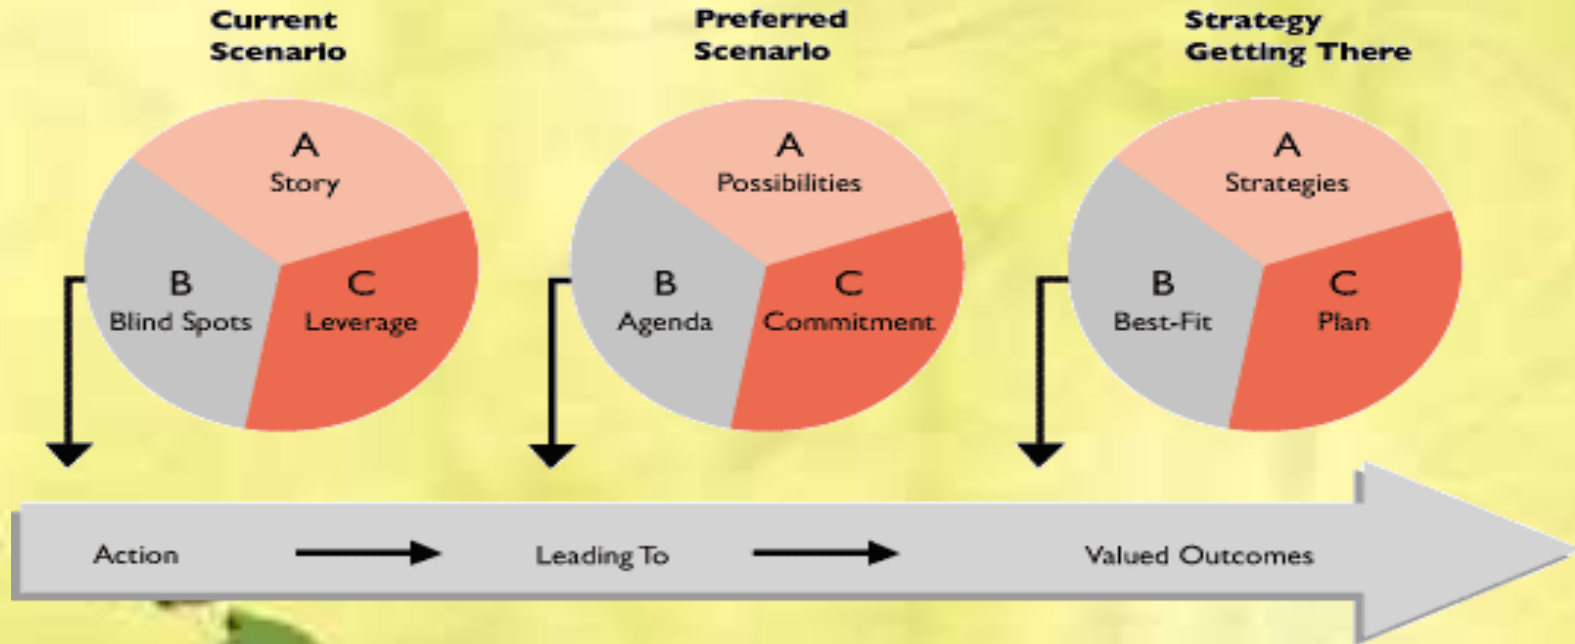 Current
Scenario
A
Story
B
Blind Spots
C
Leverage
Preferred
Scenario
A
Possibilities
B
Agenda
C
Commitment
Strategy
Getting There
A
Strategies
B
Best-Fit
C
Plan
Action
Leading To
Valued Outcomes